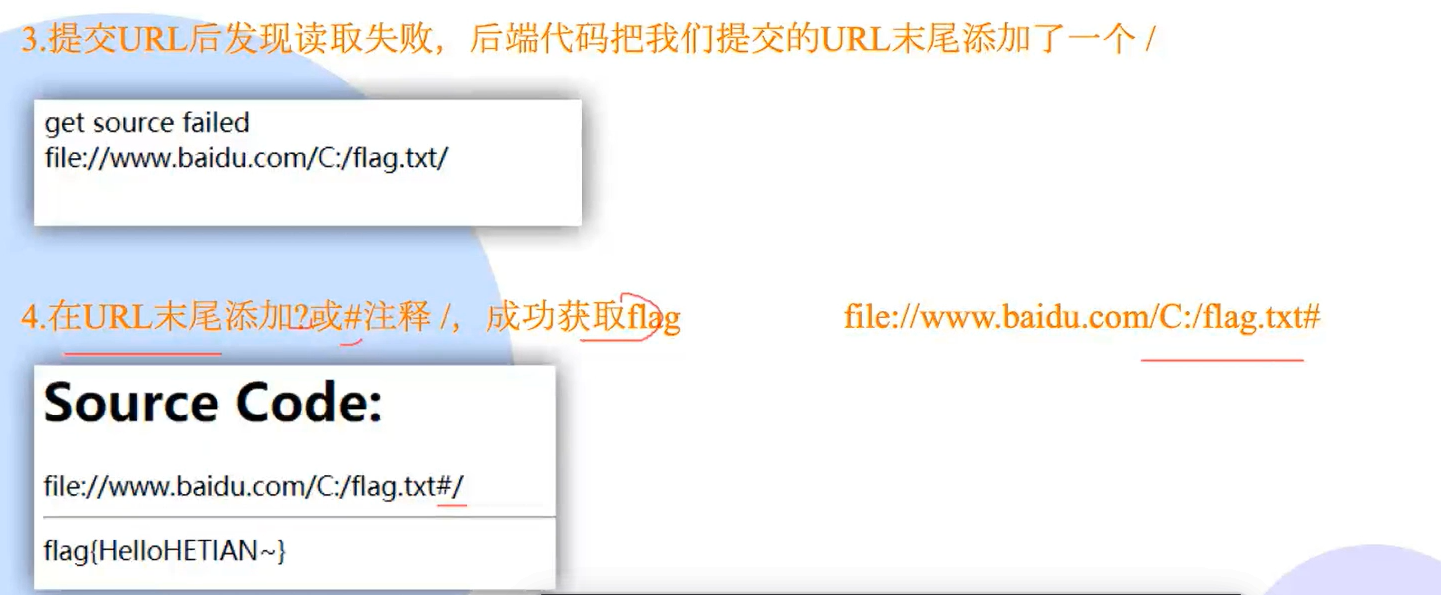 3.提交URL后发现读取失败，后端代码把我们提交的URL末尾添加了一个 /
get source failed
file://www.baidu.com/C:/flag.txt/
4.在URL末尾添加?或#注释 /，成功获取flag
file://www.baidu.com/C:/flag.txt#
Source Code:
file://www.baidu.com/C:/flag.txt#/
flag{HelloHETIAN~}